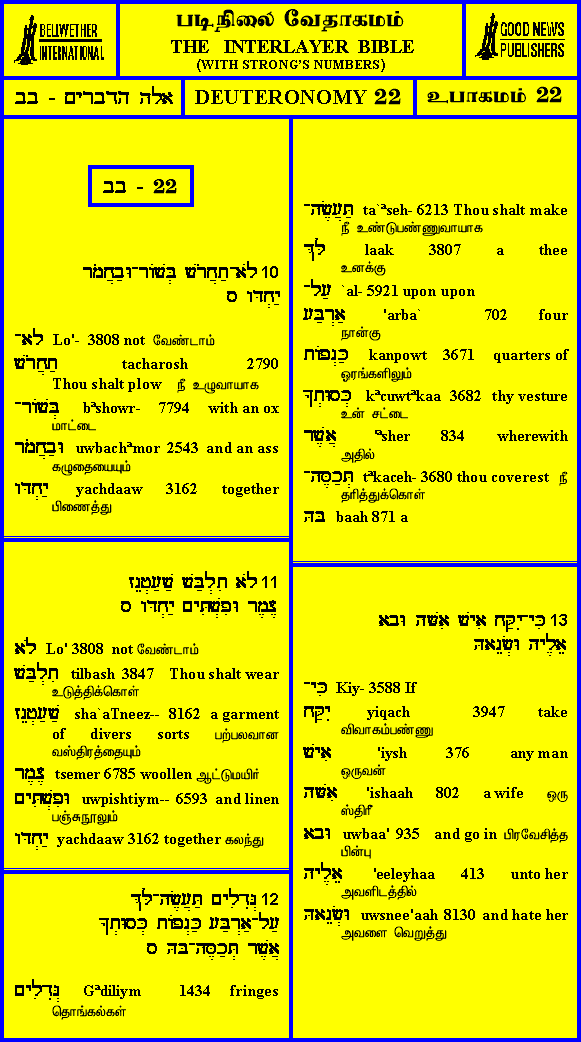 BELLWETHER
INTERNATIONAL
படிநிலை வேதாகமம்
THE INTERLAYER BIBLE
(WITH STRONG'S NUMBERS)
GOOD NEWS
PUBLISHERS
אלה הדברים - בב
DEUTERONOMY 22
உபாகமம் 22
בב - 22
10 לֹא־תַחֲרֹשׁ בְּשׁוֹר־וּבַחֲמֹר
יַחְדּוֹ ס
לֹא־ Lo'- 3808 not வேண்டாம்
תַחֲרֹשׁ tacharosh 2790
Thou shalt plow நீ உழுவாயாக
בְּשׁוֹר־ bªshowr- 7794 with an ox
மாட்டை
וּבַחֲמֹר uwbachªmor 2543 and an ass
கழுதையையும்
יַחְדּוֹ yachdaaw 3162 together
பிணைத்து
11 לֹא תִלְבַּשׁ שַׁעַטְנֵז
צֶמֶר וּפִשְׁתִּים יַחְדּוֹ ס
לֹא Lo' 3808 not வேண்டாம்
תִלְבַּשׁ tilbash 3847 Thou shalt wear
உடுத்திக்கொள்
שַׁעַטְנֵז sha`aTneez-- 8162 a garment
of divers sorts பற்பலவான
வஸ்திரத்தையும்
צֶמֶר tsemer 6785 woollen ஆட்டுமயிர்
וּפִשְׁתִּים uwpishtiym-- 6593 and linen
பஞ்சுநூலும்
יַחְדּוֹ yachdaaw 3162 together கலந்து
12 גְּדִלִים תַּעֲשֶׂה־לָּךְ
עַל־אַרְבַּע כַּנְפוֹת כְּסוּתְךָ
אֲשֶׁר תְּכַסֶּה־בָּהּ ס
גְּדִלִים Gªdiliym 1434 fringes
தொங்கல்கள்
תַּעֲשֶׂה־ ta`ªseh- 6213 Thou shalt make
நீ உண்டுபண்ணுவாயாக
לָּךְ laak 3807 a thee
உனக்கு
עַל־ `al- 5921 upon upon
אַרְבַּע 'arba` 702 four
நான்கு
כַּנְפוֹת kanpowt 3671 quarters of
ஓரங்களிலும்
כְּסוּתְךָ kªcuwtªkaa 3682 thy vesture
உன் சட்டை
אֲשֶׁר 'ªsher 834 wherewith
அதில்
תְּכַסֶּה־ tªkaceh- 3680 thou coverest நீ
தரித்துக்கொள்
בָּהּ baah 871 a
13 כִּי־יִקַּח אִישׁ אִשָּׁה וּבָא
אֵלֶיהָ וּשְׂנֵאָהּ
כִּי־ Kiy- 3588 If
יִקַּח yiqach 3947 take
விவாகம்பண்ணு
אִישׁ 'iysh 376 any man
ஒருவன்
אִשָּׁה 'ishaah 802 a wife ஒரு
ஸ்திரீ
וּבָא uwbaa' 935 and go in பிரவேசித்த
பின்பு
אֵלֶיהָ 'eeleyhaa 413 unto her
அவளிடத்தில்
וּשְׂנֵאָהּ uwsnee'aah 8130 and hate her
அவளை வெறுத்து